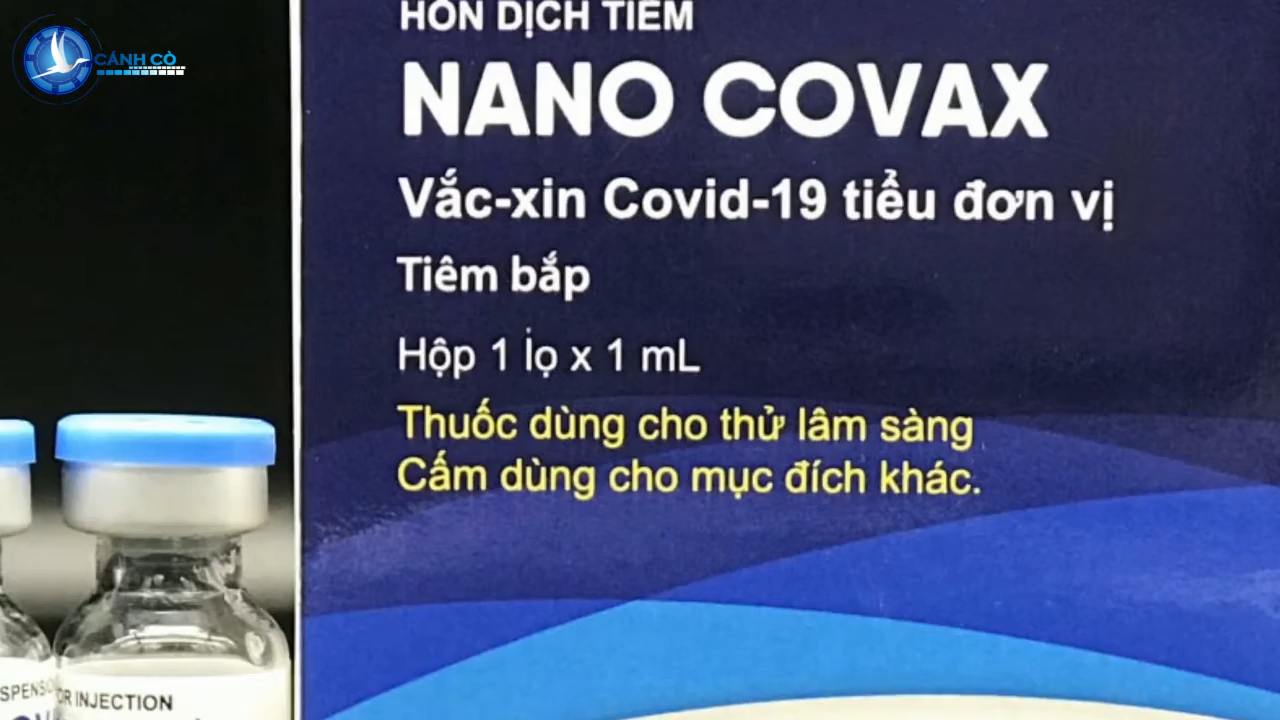 CÁNH CÒ
HỖN DỊCH TIÊM
NANO COVAX
Vắc-xin Covid-19 tiểu đơn vị
Tiêm bắp
Hộp 1 lọ x 1 mL
Thuốc dùng cho thử lâm sàng
Cấm dùng cho mục đích khác.
INJECTION